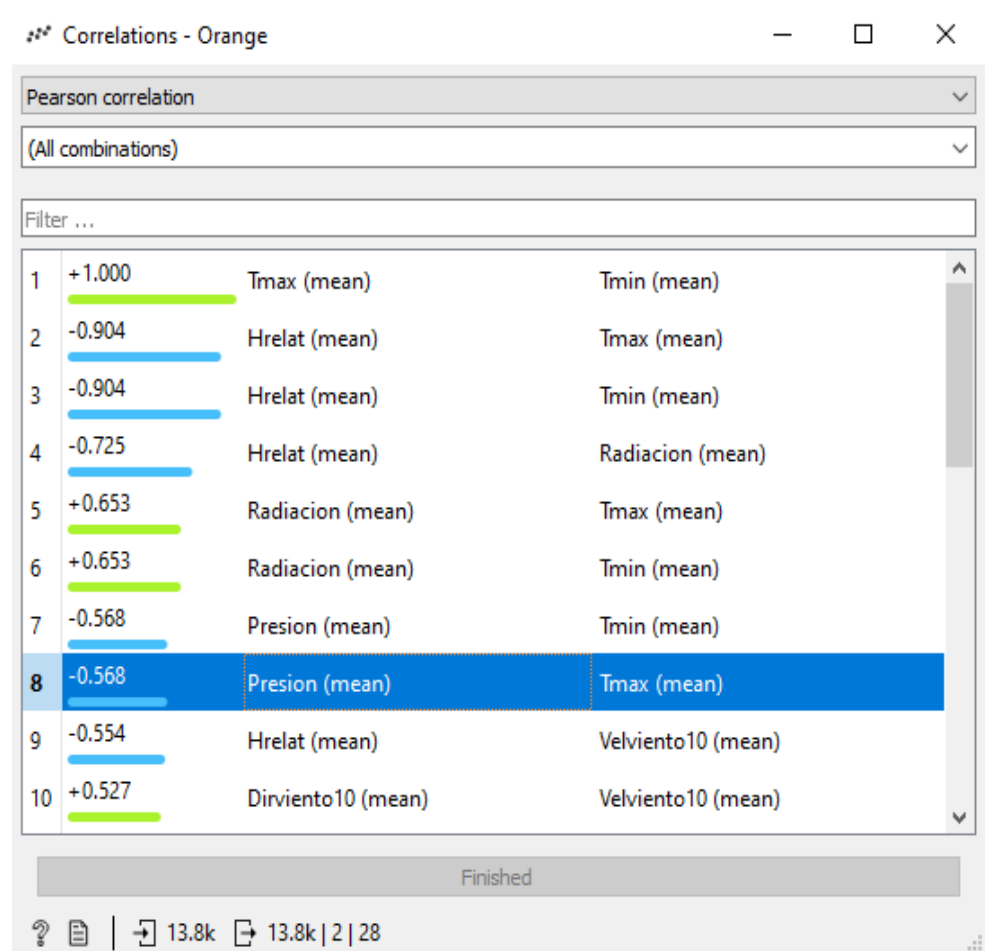 Correlations - Orange
Pearson correlation
(All combinations)
Filter ...
1 +1.000 Tmax (mean) Tmin (mean)
2 -0.904 Hrelat (mean) Tmax (mean)
3 -0.904 Hrelat (mean) Tmin (mean)
4 -0.725 Hrelat (mean) Radiacion (mean)
5 +0.653 Radiacion (mean) Tmax (mean)
6 +0.653 Radiacion (mean) Tmin (mean)
7 -0.568 Presion (mean) Tmin (mean)
8 -0.568 Presion (mean) Tmax (mean)
9 -0.554 Hrelat (mean) Velviento10 (mean)
10 +0.527 Dirviento10 (mean) Velviento10 (mean)
Finished
? 13.8k 13.8k | 2 | 28